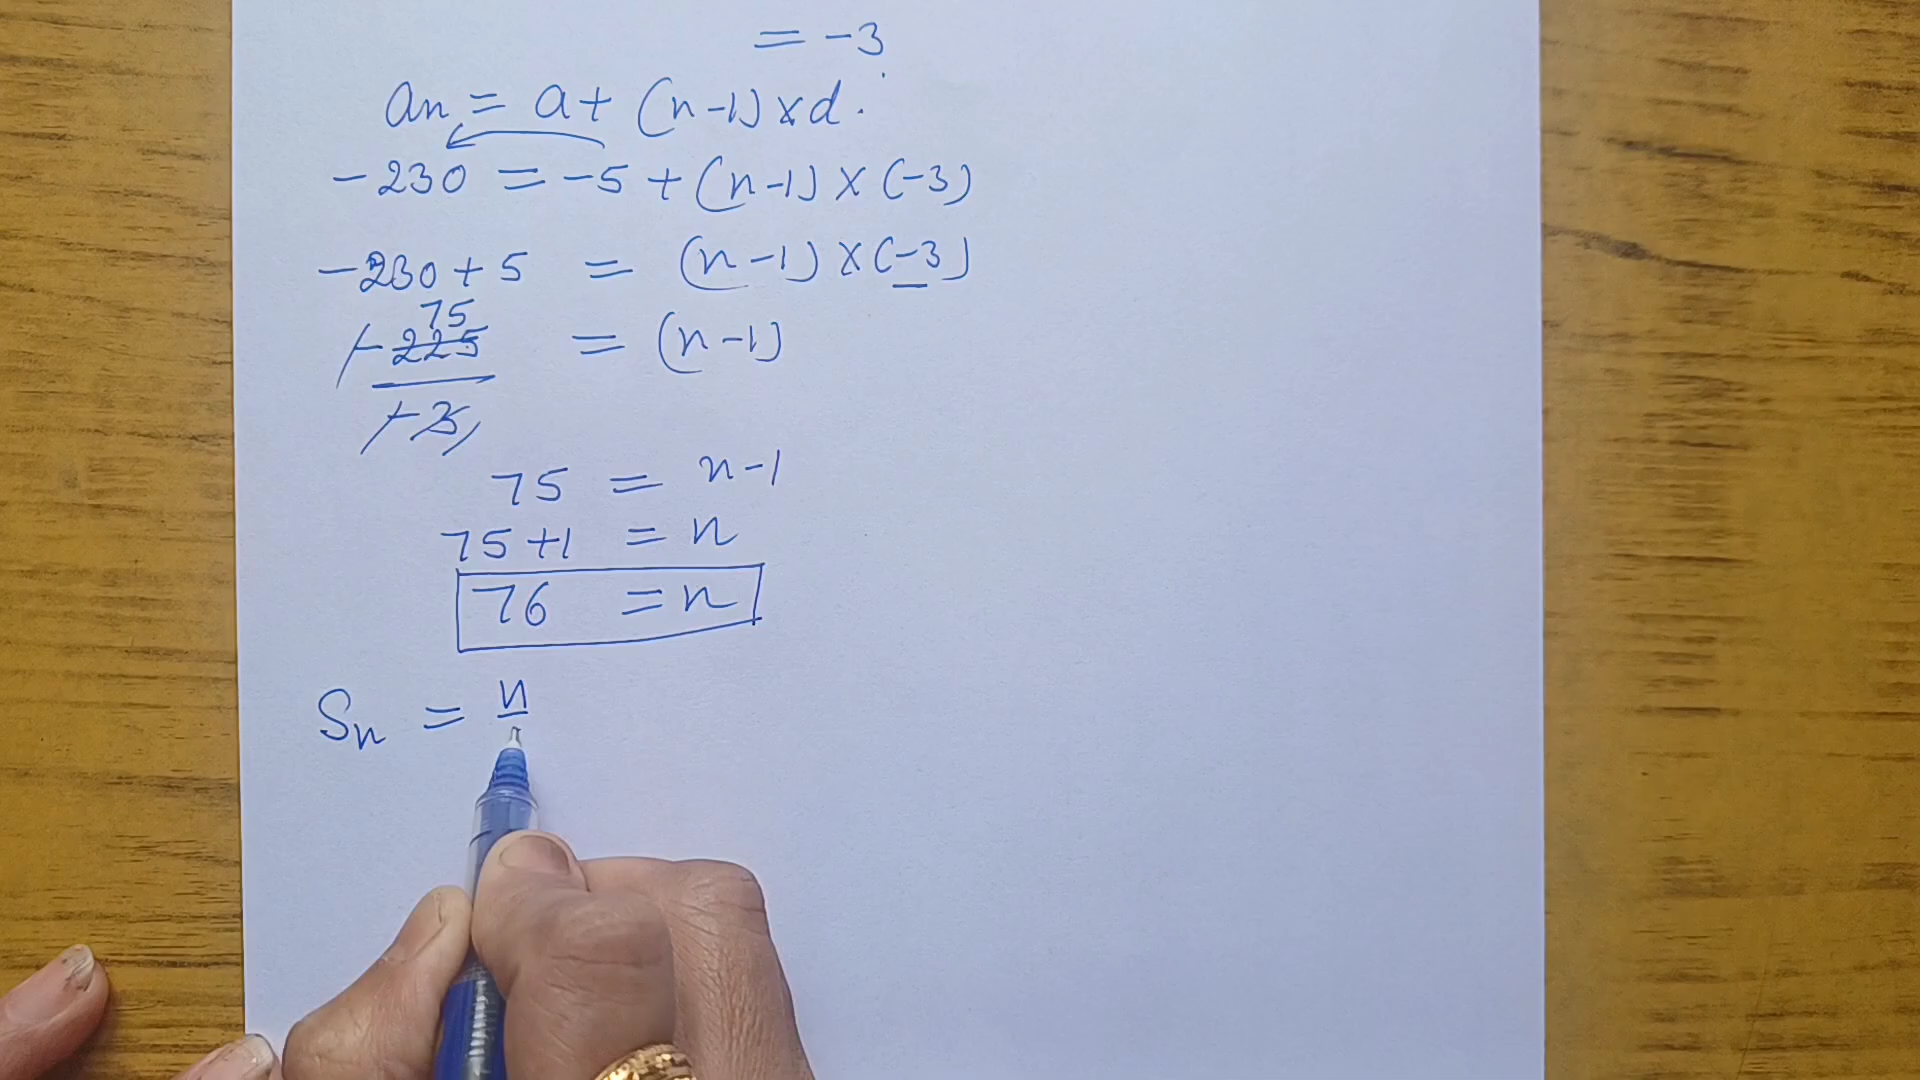 = -3
an = a + (n-1) x d.
-230 = -5 + (n-1) x (-3)
-230 + 5 = (n-1) x (-3)
75
-225 = (n-1)
-3
75 = n-1
75 +1 = n
76 = n
Sn = n